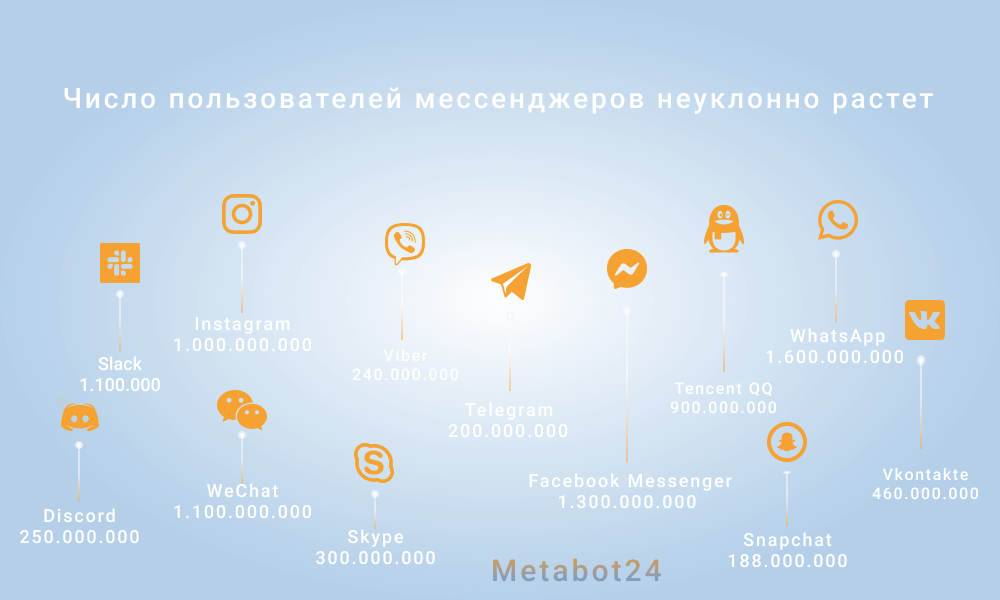 Число пользователей мессенджеров неуклонно растет
Slack
1.100.000
Instagram
1.000.000.000
Viber
240.000.000
Telegram
200.000.000
Facebook Messenger
1.300.000.000
Tencent QQ
900.000.000
WhatsApp
1.600.000.000
Vkontakte
460.000.000
Discord
250.000.000
WeChat
1.100.000.000
Skype
300.000.000
Snapchat
188.000.000
Metabot24